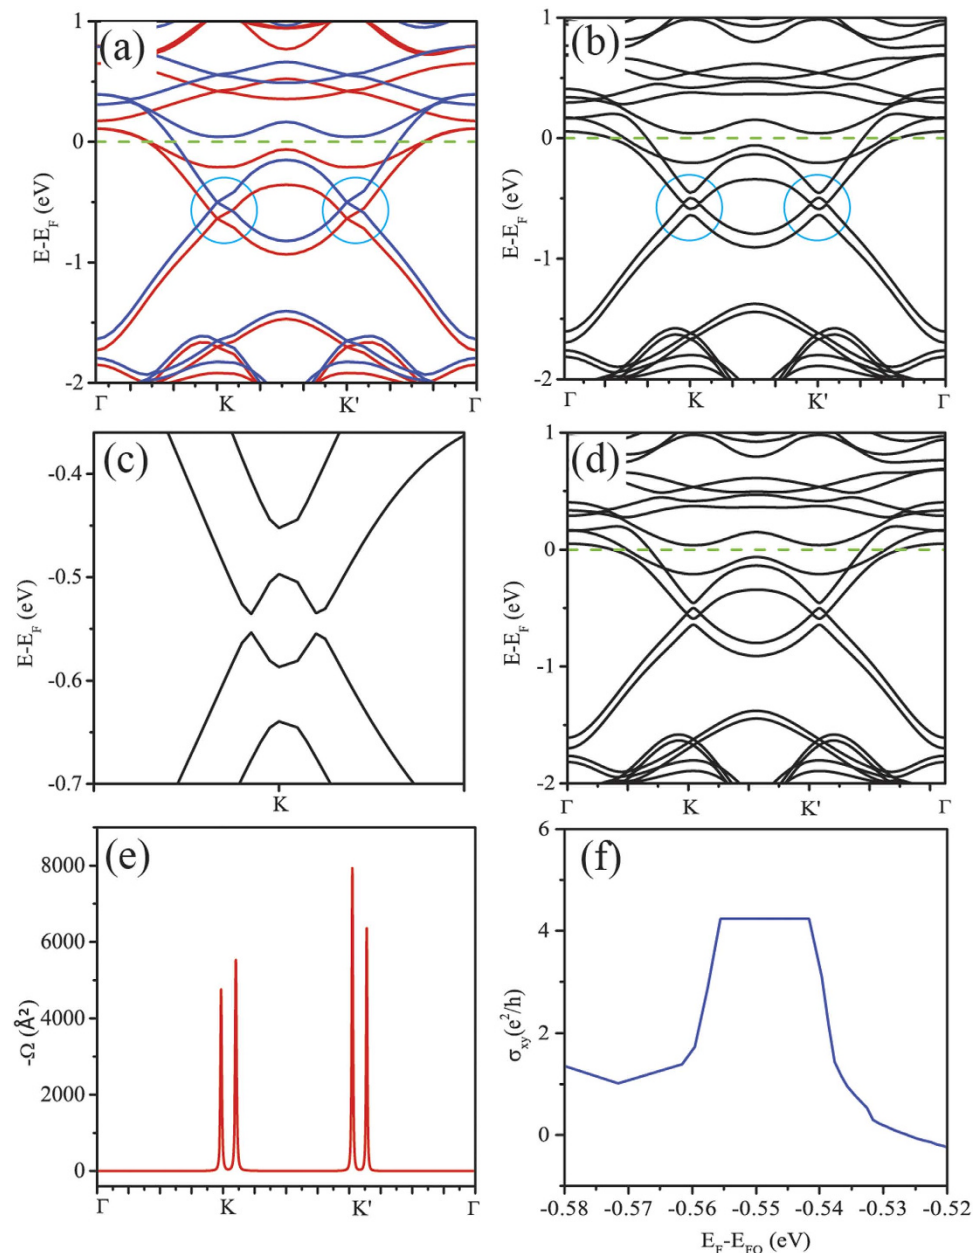 (a)
1
0
-1
-2
E-E_F (eV)
Γ
K
K'
Γ
(b)
1
0
-1
-2
E-E_F (eV)
Γ
K
K'
Γ
(c)
-0.4
-0.5
-0.6
-0.7
E-E_F (eV)
K
(d)
1
0
-1
-2
E-E_F (eV)
Γ
K
K'
Γ
(e)
8000
6000
4000
2000
0
-Ω (Å²)
Γ
K
K'
Γ
(f)
6
4
2
0
σ_xy(e²/h)
-0.58 -0.57 -0.56 -0.55 -0.54 -0.53 -0.52
E_F-E_F0 (eV)